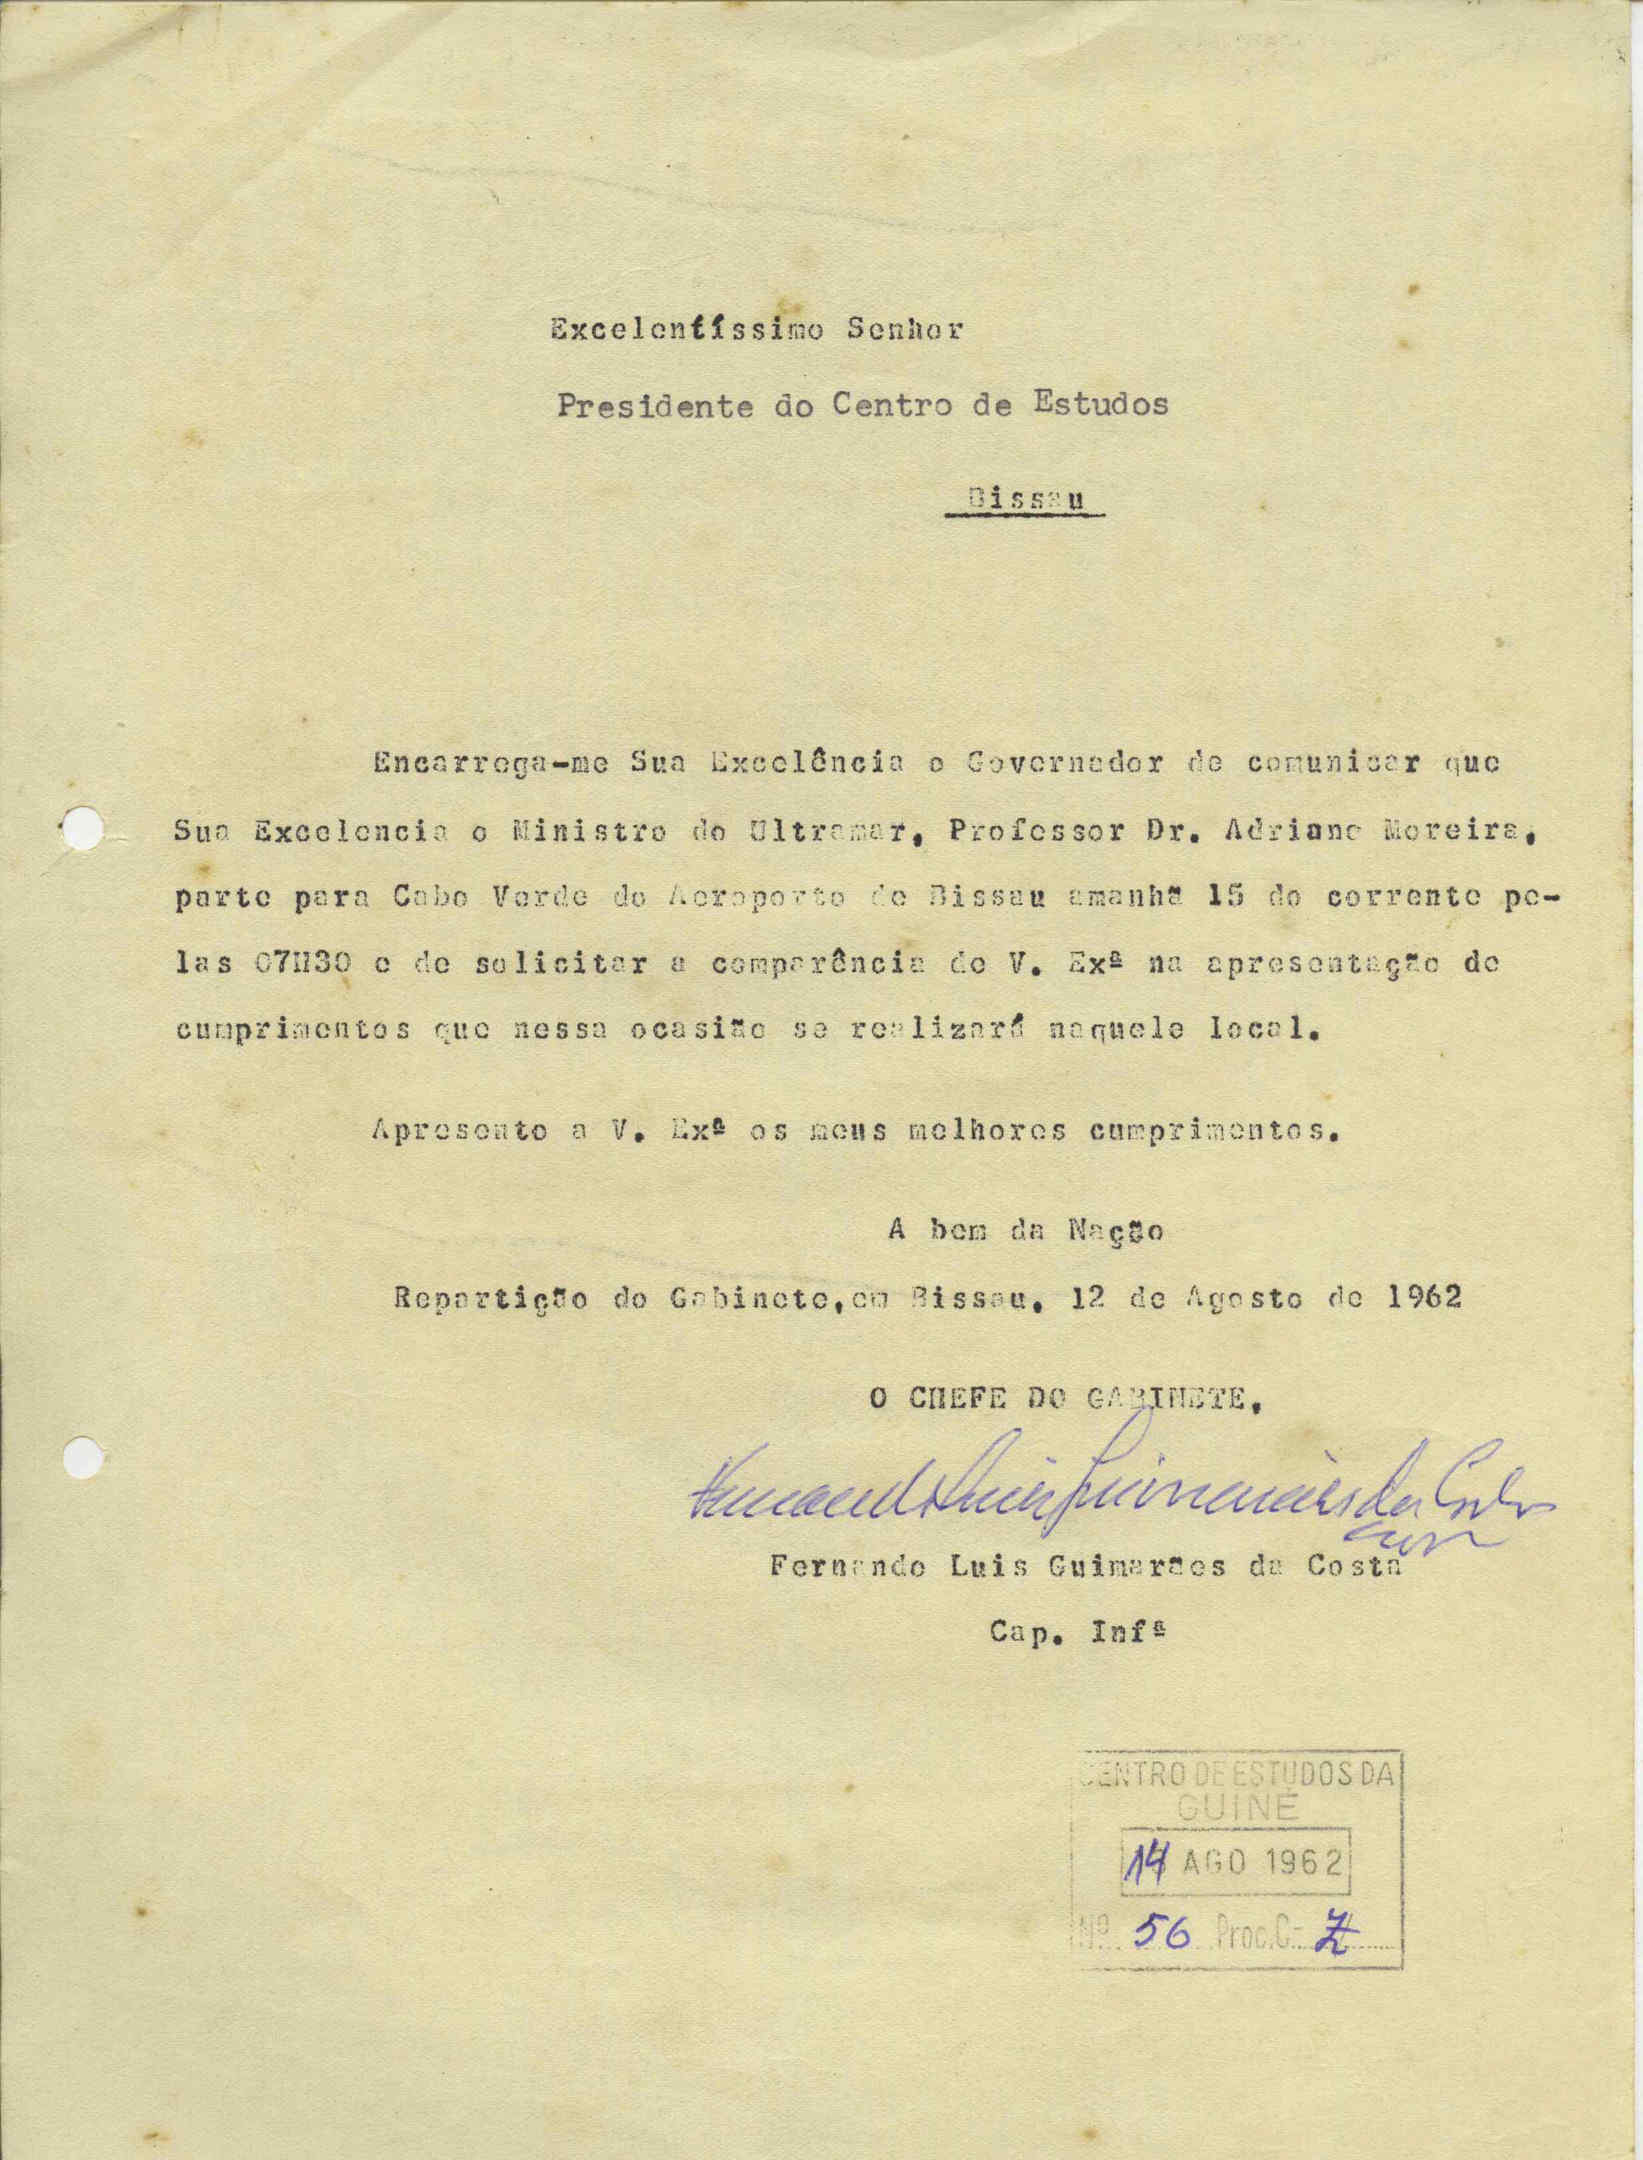 Excelentíssimo Senhor
Presidente do Centro de Estudos
Bissau
Encarrega-me Sua Excelência o Governador de comunicar que
Sua Excelencia o Ministro do Ultramar, Professor Dr. Adriano Moreira,
parte para Cabo Verde do Aeroporto de Bissau amanhã 15 do corrente pe-
las 07H30 e de solicitar a comparência de V. Exª na apresentação de
cumprimentos que nessa ocasião se realizará naquele local.
Apresento a V. Exª os meus melhores cumprimentos.
A bem da Nação
Repartição do Gabinete,em Bissau, 12 de Agosto de 1962
O CHEFE DO GABINETE,
Fernando Luis Guimarães da Costa
Fernando Luis Guimarães da Costa
Cap. Infª
CENTRO DE ESTUDOS DA
GUINÉ
14 AGO 1962
Nº 56 Proc.C- Z